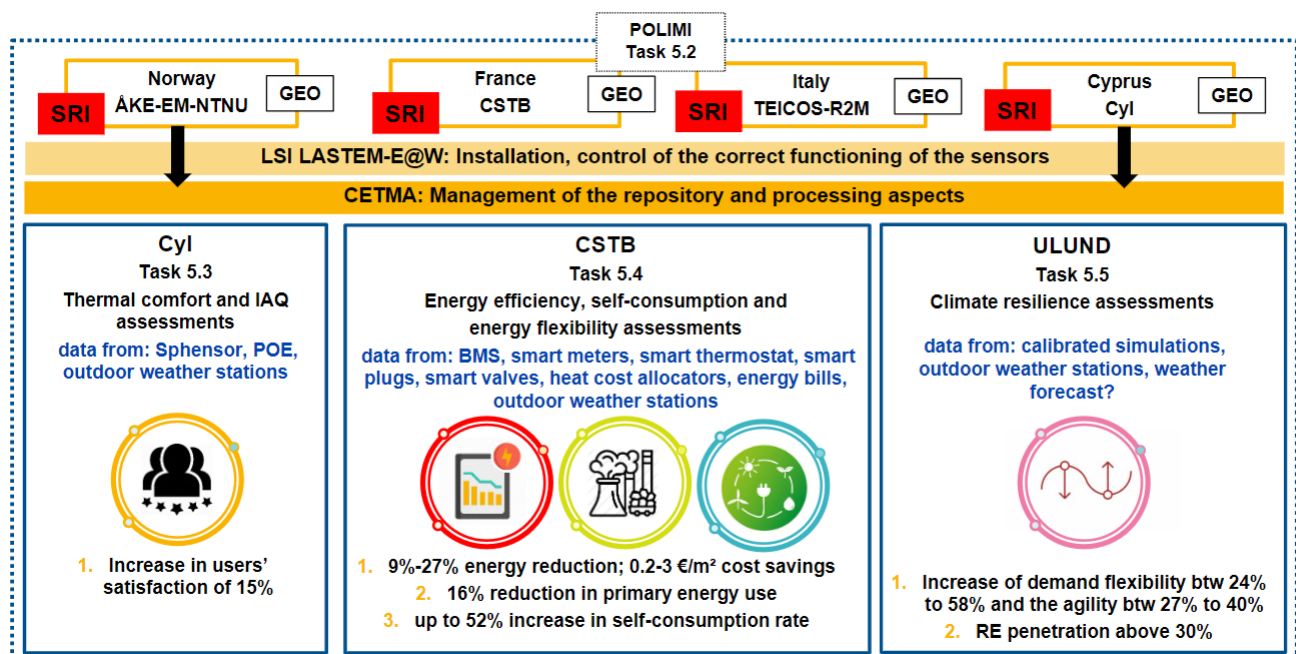 POLIMI
Task 5.2
Norway
ÅKE-EM-NTNU
GEO
SRI
France
CSTB
GEO
SRI
Italy
TEICOS-R2M
GEO
SRI
Cyprus
CyI
GEO
SRI
LSI LASTEM-E@W: Installation, control of the correct functioning of the sensors
CETMA: Management of the repository and processing aspects
CyI
Task 5.3
Thermal comfort and IAQ
assessments
data from: Sphensor, POE,
outdoor weather stations
1. Increase in users'
satisfaction of 15%
CSTB
Task 5.4
Energy efficiency, self-consumption and
energy flexibility assessments
data from: BMS, smart meters, smart thermostat, smart
plugs, smart valves, heat cost allocators, energy bills,
outdoor weather stations
1. 9%-27% energy reduction; 0.2-3 €/m² cost savings
2. 16% reduction in primary energy use
3. up to 52% increase in self-consumption rate
ULUND
Task 5.5
Climate resilience assessments
data from: calibrated simulations,
outdoor weather stations, weather
forecast?
1. Increase of demand flexibility btw 24%
to 58% and the agility btw 27% to 40%
2. RE penetration above 30%